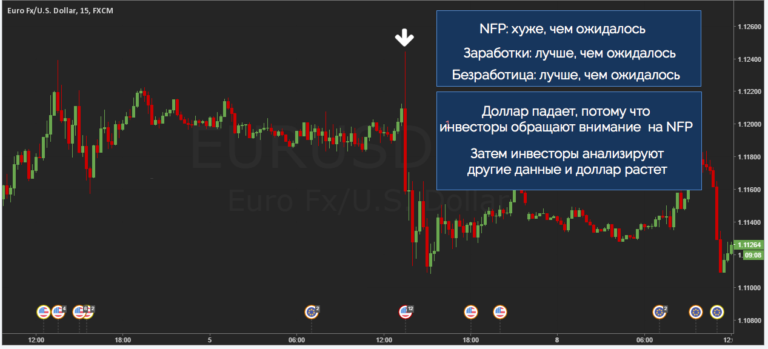 Euro Fx/U.S. Dollar, 15, FXCM
NFP: хуже, чем ожидалось
Заработки: лучше, чем ожидалось
Безработица: лучше, чем ожидалось
Доллар падает, потому что
инвесторы обращают внимание на NFP
Затем инвесторы анализируют
другие данные и доллар растет
EURUSD
Euro Fx/U.S. Dollar
1.12600
1.12400
1.12200
1.12000
1.11800
1.11600
1.11400
1.11264
09:08
1.11000
1.10800
12:00
18:00
5
06:00
12:00
18:00
8
06:00